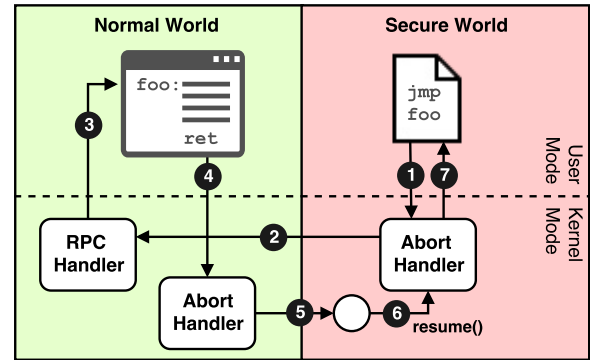 Normal World
Secure World
foo:
ret
jmp
foo
3
4
1
7
User
Mode
Kernel
Mode
RPC
Handler
2
Abort
Handler
Abort
Handler
5
6
resume()